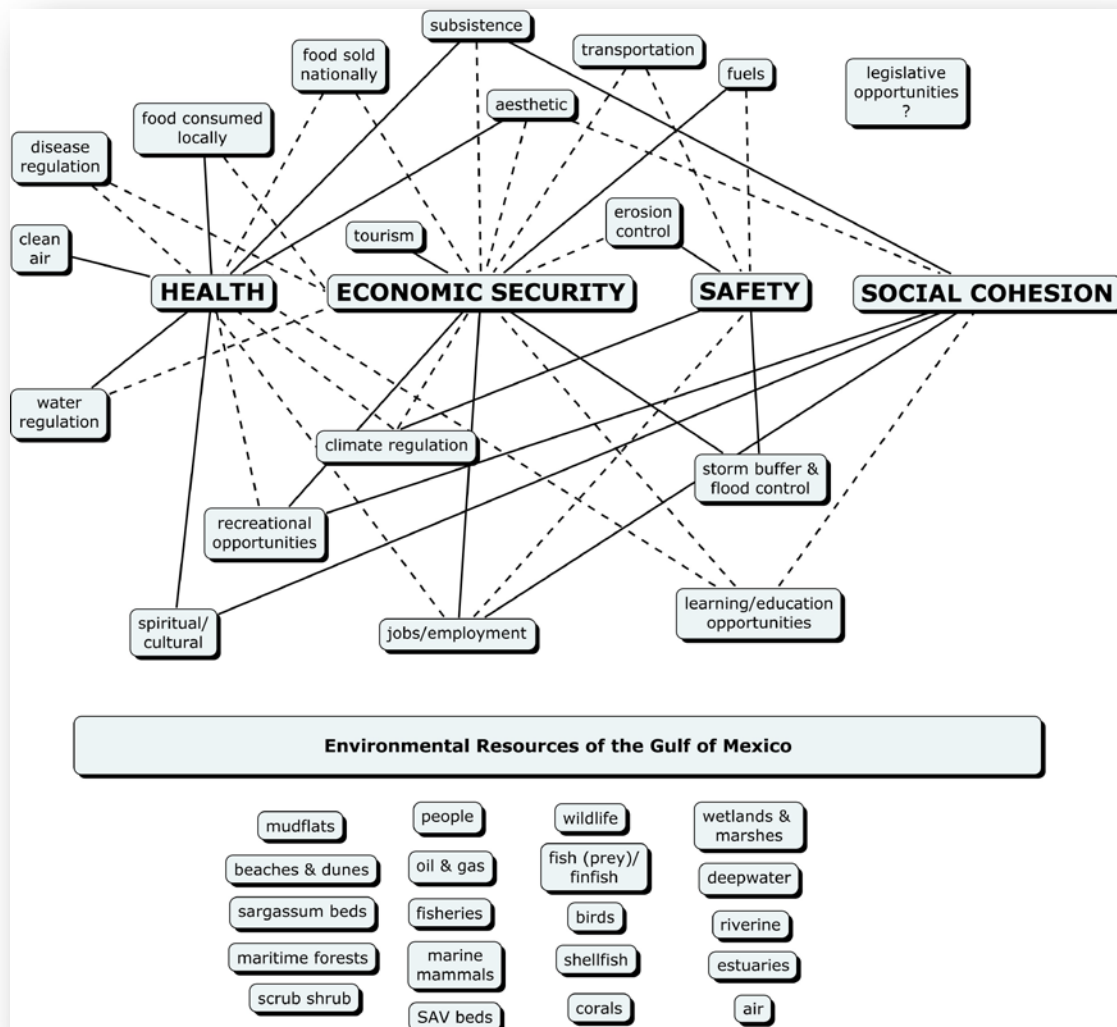 subsistence
food sold
nationally
transportation
fuels
legislative
opportunities
?
aesthetic
food consumed
locally
disease
regulation
clean
air
tourism
erosion
control
HEALTH
ECONOMIC SECURITY
SAFETY
SOCIAL COHESION
water
regulation
climate regulation
storm buffer &
flood control
recreational
opportunities
spiritual/
cultural
jobs/employment
learning/education
opportunities
Environmental Resources of the Gulf of Mexico
mudflats
beaches & dunes
sargassum beds
maritime forests
scrub shrub
people
oil & gas
fisheries
marine
mammals
SAV beds
wildlife
fish (prey)/
finfish
birds
shellfish
corals
wetlands &
marshes
deepwater
riverine
estuaries
air